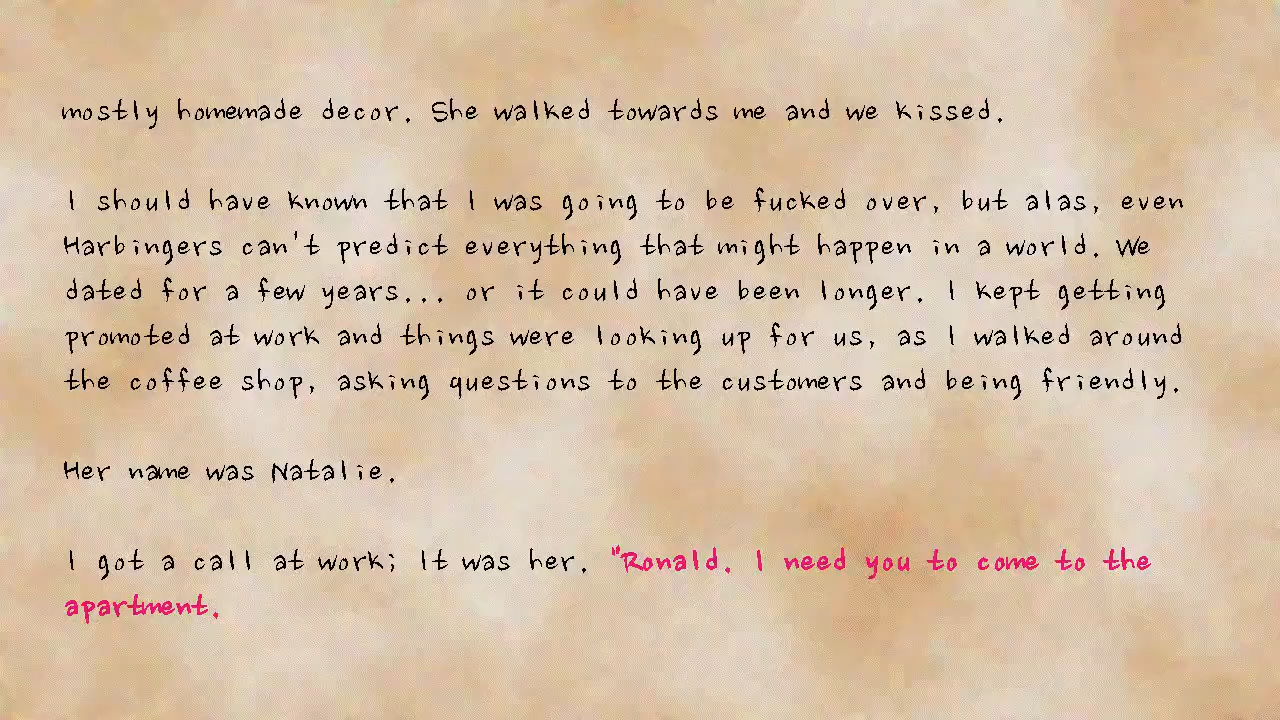 mostly homemade decor. She walked towards me and we kissed.
I should have known that I was going to be fucked over, but alas, even
Harbingers can't predict everything that might happen in a world. We
dated for a few years... or it could have been longer. I kept getting
promoted at work and things were looking up for us, as I walked around
the coffee shop, asking questions to the customers and being friendly.
Her name was Natalie.
I got a call at work; It was her. "Ronald. I need you to come to the
apartment.